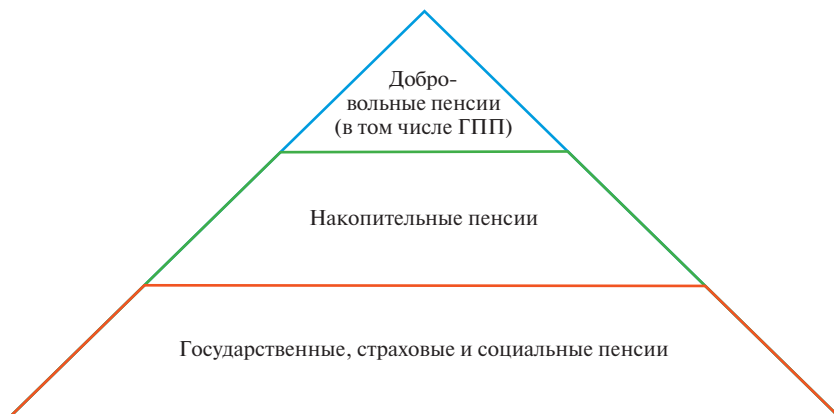 Добро-
вольные пенсии
(в том числе ГПП)
Накопительные пенсии
Государственные, страховые и социальные пенсии